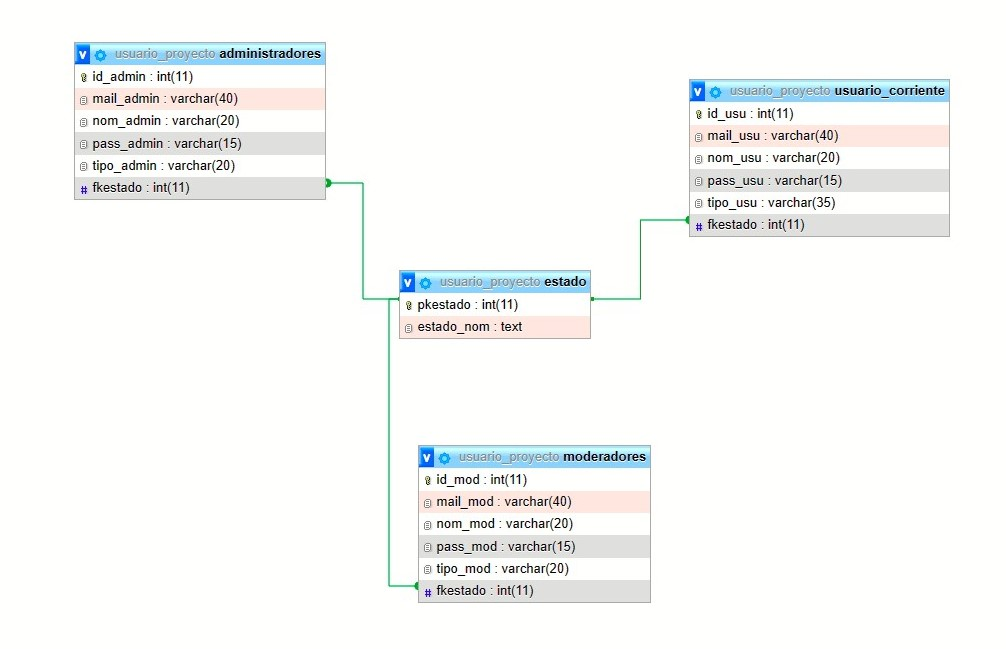 v usuario_proyecto administradores
id_admin : int(11)
mail_admin : varchar(40)
nom_admin : varchar(20)
pass_admin : varchar(15)
tipo_admin : varchar(20)
# fkestado : int(11)
v usuario_proyecto usuario_corriente
id_usu : int(11)
mail_usu : varchar(40)
nom_usu : varchar(20)
pass_usu : varchar(15)
tipo_usu : varchar(35)
# fkestado : int(11)
v usuario_proyecto estado
pkestado : int(11)
estado_nom : text
v usuario_proyecto moderadores
id_mod : int(11)
mail_mod : varchar(40)
nom_mod : varchar(20)
pass_mod : varchar(15)
tipo_mod : varchar(20)
# fkestado : int(11)